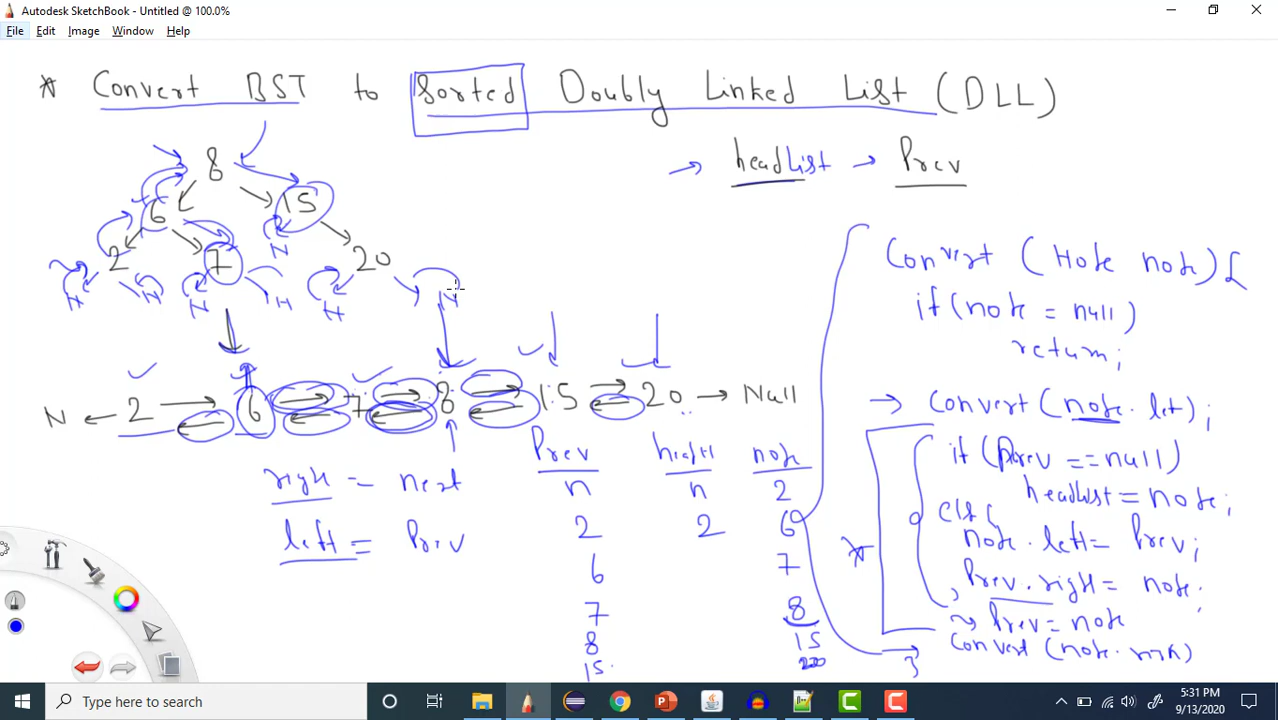 Autodesk SketchBook - Untitled @ 100.0%
File Edit Image Window Help
* Convert BST to Sorted Doubly Linked List (DLL)
→ headList → Prev
8
6 15
2 7 20
N N N N N N N
N ← 2 → 6 7 8 15 20 → Null
right = next
left = Prev
Prev head node
n n 2
2 2 6
6 7
7 8
8 15
15 20
Convert (Node node) {
if (node = null)
return;
→ Convert (node.left);
if (Prev == null)
headList = node;
else {
node.left = Prev;
Prev.right = node;
Prev = node
Convert (node.right)
}
Type here to search
5:31 PM
9/13/2020